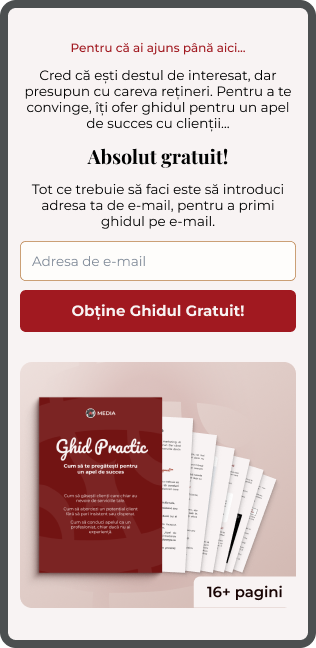 Pentru că ai ajuns până aici...
Cred că ești destul de interesat, dar
presupun cu careva rețineri. Pentru a te
convinge, îți ofer ghidul pentru un apel
de succes cu clienții...
Absolut gratuit!
Tot ce trebuie să faci este să introduci
adresa ta de e-mail, pentru a primi
ghidul pe e-mail.
Adresa de e-mail
Obține Ghidul Gratuit!
MEDIA
Ghid Practic
Cum să te pregătești pentru
un apel de succes
Cum să găsești clienți care chiar au
nevoie de serviciile tale.
Cum să abordezi un potențial client
fără să pari insistent sau disperat.
Cum să conduci apelul ca un
profesionist, chiar dacă nu ai
experiență.
16+ pagini